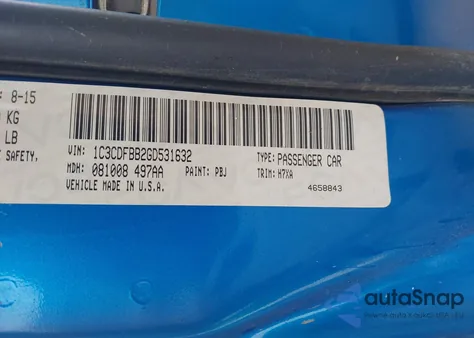 : 8-15
KG
LB
SAFETY,
VIN: 1C3CDFBB2GD531632
TYPE: PASSENGER CAR
MDH: 081008 497AA PAINT: PBJ TRIM: H7XA
VEHICLE MADE IN U.S.A.
4658843
autoSnap